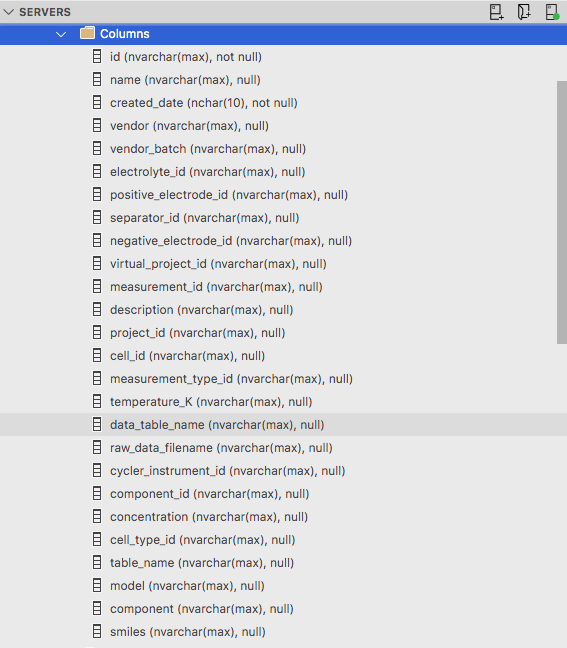 SERVERS
Columns
id (nvarchar(max), not null)
name (nvarchar(max), null)
created_date (nchar(10), not null)
vendor (nvarchar(max), null)
vendor_batch (nvarchar(max), null)
electrolyte_id (nvarchar(max), null)
positive_electrode_id (nvarchar(max), null)
separator_id (nvarchar(max), null)
negative_electrode_id (nvarchar(max), null)
virtual_project_id (nvarchar(max), null)
measurement_id (nvarchar(max), null)
description (nvarchar(max), null)
project_id (nvarchar(max), null)
cell_id (nvarchar(max), null)
measurement_type_id (nvarchar(max), null)
temperature_K (nvarchar(max), null)
data_table_name (nvarchar(max), null)
raw_data_filename (nvarchar(max), null)
cycler_instrument_id (nvarchar(max), null)
component_id (nvarchar(max), null)
concentration (nvarchar(max), null)
cell_type_id (nvarchar(max), null)
table_name (nvarchar(max), null)
model (nvarchar(max), null)
component (nvarchar(max), null)
smiles (nvarchar(max), null)